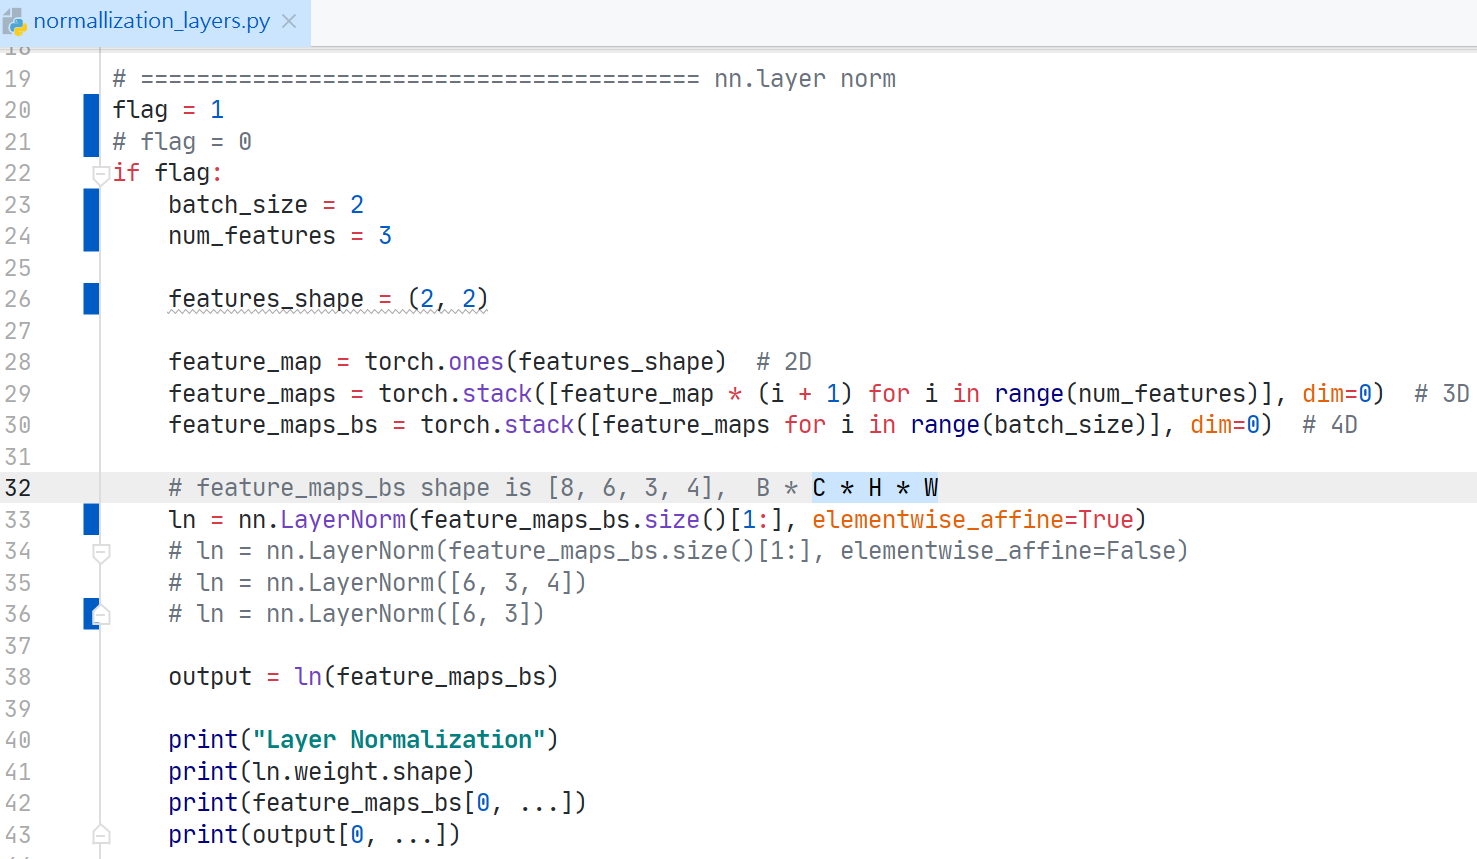 normallization_layers.py
18
19 # ======================================== nn.layer norm
20 flag = 1
21 # flag = 0
22 if flag:
23 batch_size = 2
24 num_features = 3
25
26 features_shape = (2, 2)
27
28 feature_map = torch.ones(features_shape)  # 2D
29 feature_maps = torch.stack([feature_map * (i + 1) for i in range(num_features)], dim=0)  # 3D
30 feature_maps_bs = torch.stack([feature_maps for i in range(batch_size)], dim=0)  # 4D
31
32 # feature_maps_bs shape is [8, 6, 3, 4],  B * C * H * W
33 ln = nn.LayerNorm(feature_maps_bs.size()[1:], elementwise_affine=True)
34 # ln = nn.LayerNorm(feature_maps_bs.size()[1:], elementwise_affine=False)
35 # ln = nn.LayerNorm([6, 3, 4])
36 # ln = nn.LayerNorm([6, 3])
37
38 output = ln(feature_maps_bs)
39
40 print("Layer Normalization")
41 print(ln.weight.shape)
42 print(feature_maps_bs[0, ...])
43 print(output[0, ...])